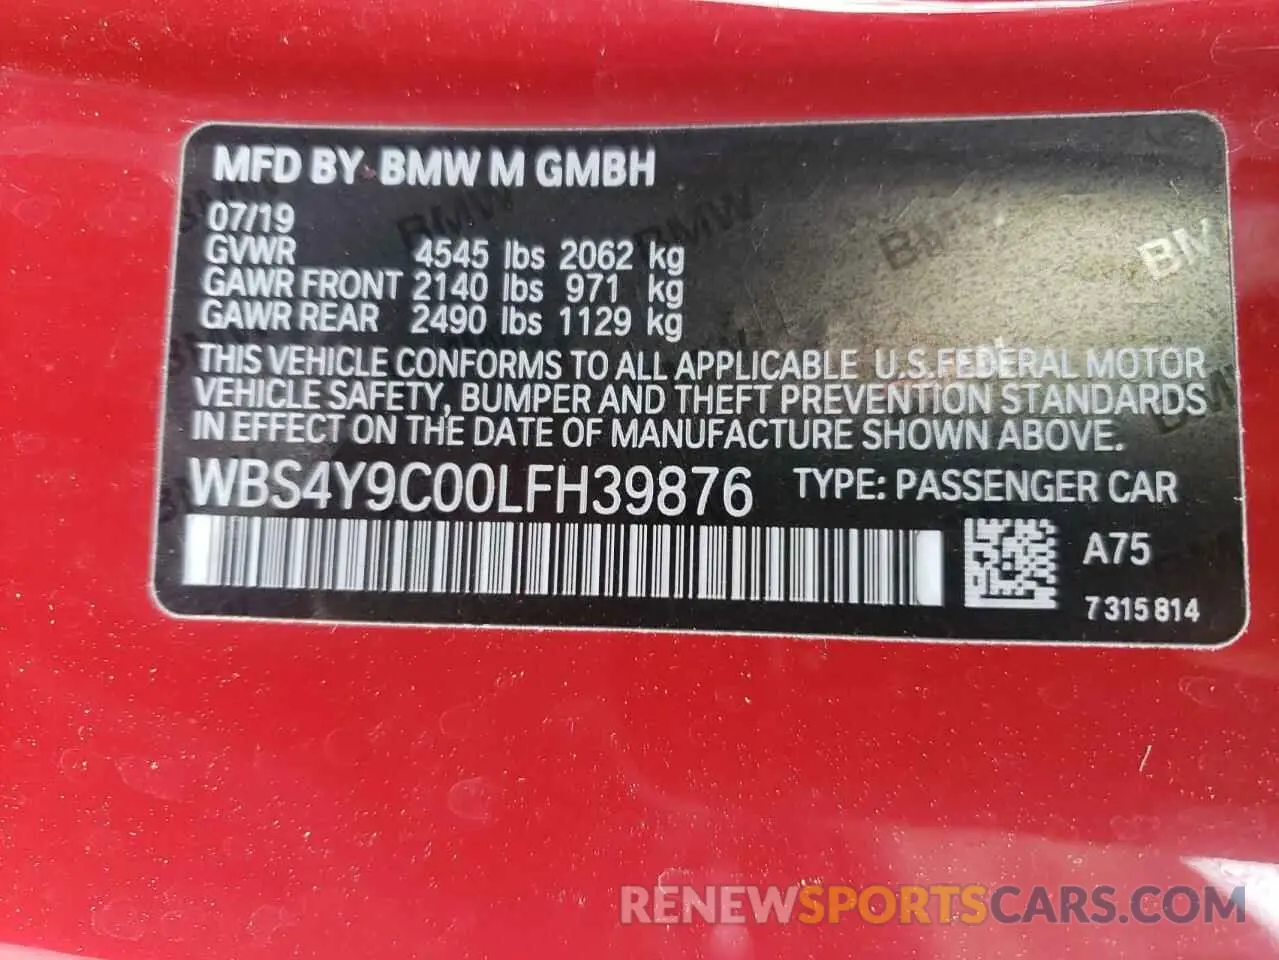 MFD BY BMW M GMBH
07/19
GVWR 4545 lbs 2062 kg
GAWR FRONT 2140 lbs 971 kg
GAWR REAR 2490 lbs 1129 kg
THIS VEHICLE CONFORMS TO ALL APPLICABLE U.S.FEDERAL MOTOR
VEHICLE SAFETY, BUMPER AND THEFT PREVENTION STANDARDS
IN EFFECT ON THE DATE OF MANUFACTURE SHOWN ABOVE.
WBS4Y9C00LFH39876 TYPE: PASSENGER CAR
A75
7 315 814
RENEWSPORTSCARS.COM